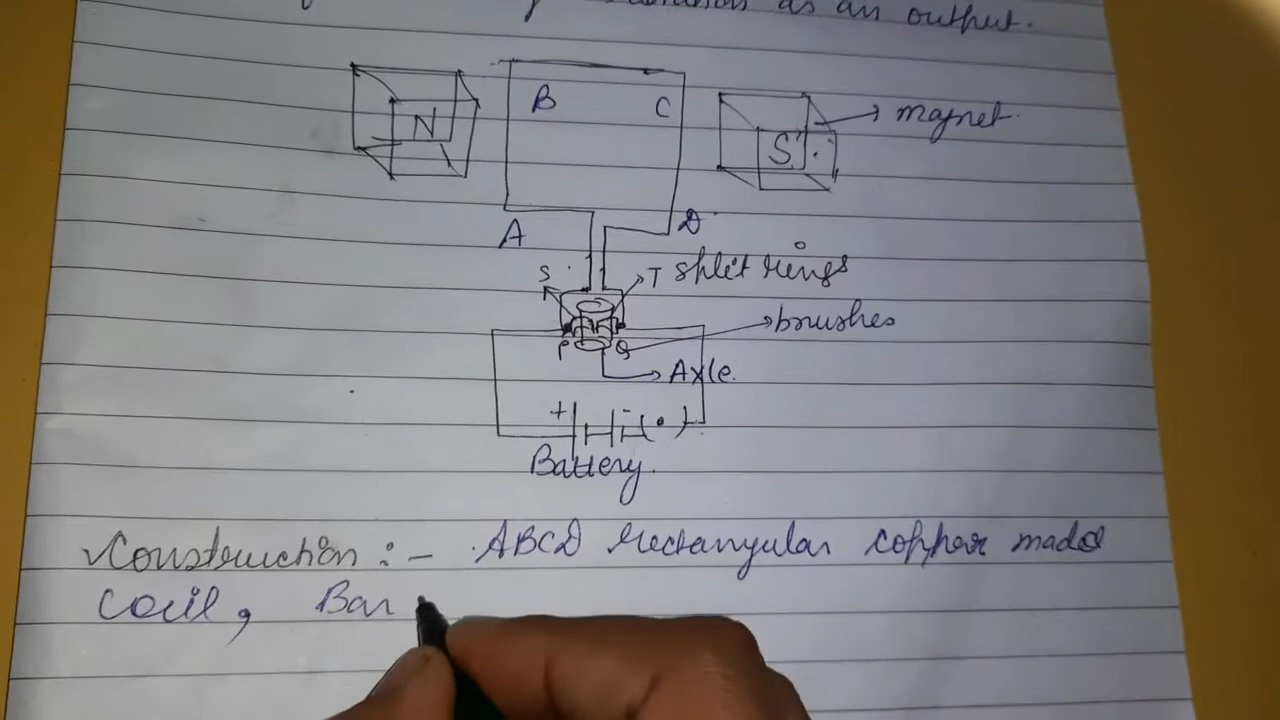 as an output.
B
C
N
S
magnet.
A
D
S
T split rings
brushes
P
Q
Axle.
+
-
Battery.
Construction :- ABCD rectangular copper made
Coil, Bar